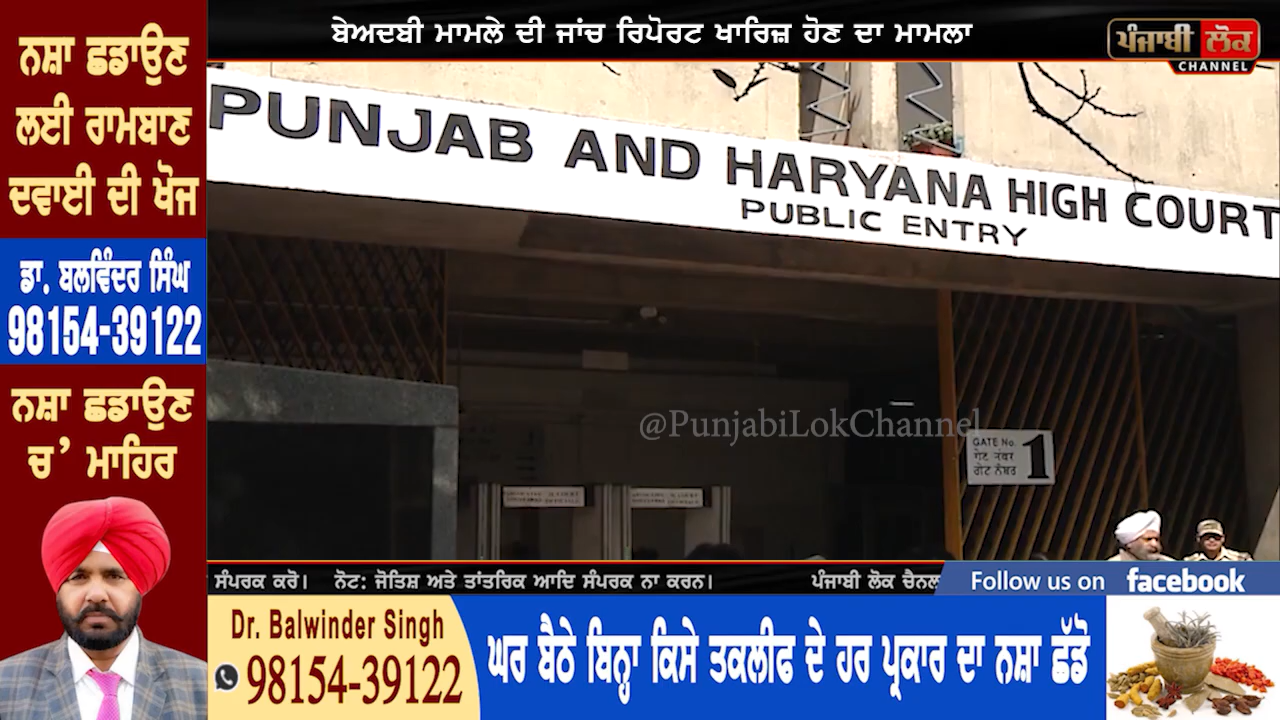 ਬੇਅਦਬੀ ਮਾਮਲੇ ਦੀ ਜਾਂਚ ਰਿਪੋਰਟ ਖਾਰਿਜ਼ ਹੋਣ ਦਾ ਮਾਮਲਾ
ਪੰਜਾਬੀ ਲੋਕ
CHANNEL
ਨਸ਼ਾ ਛਡਾਉਣ
ਲਈ ਰਾਮਬਾਣ
ਦਵਾਈ ਦੀ ਖੋਜ
ਡਾ. ਬਲਵਿੰਦਰ ਸਿੰਘ
98154-39122
ਨਸ਼ਾ ਛਡਾਉਣ
ਚ' ਮਾਹਿਰ
PUNJAB AND HARYANA HIGH COURT
PUBLIC ENTRY
@PunjabiLokChannel
GATE No. 1
गेट नंबर
ਗੇਟ ਨੰਬਰ
ਸੰਪਰਕ ਕਰੋ। ਨੋਟ: ਜੋਤਿਸ਼ ਅਤੇ ਤਾਂਤਰਿਕ ਆਦਿ ਸੰਪਰਕ ਨਾ ਕਰਨ। ਪੰਜਾਬੀ ਲੋਕ ਚੈਨਲ
Follow us on facebook
Dr. Balwinder Singh
98154-39122
ਘਰ ਬੈਠੇ ਬਿਨ੍ਹਾ ਕਿਸੇ ਤਕਲੀਫ ਦੇ ਹਰ ਪ੍ਰਕਾਰ ਦਾ ਨਸ਼ਾ ਛੱਡੋ